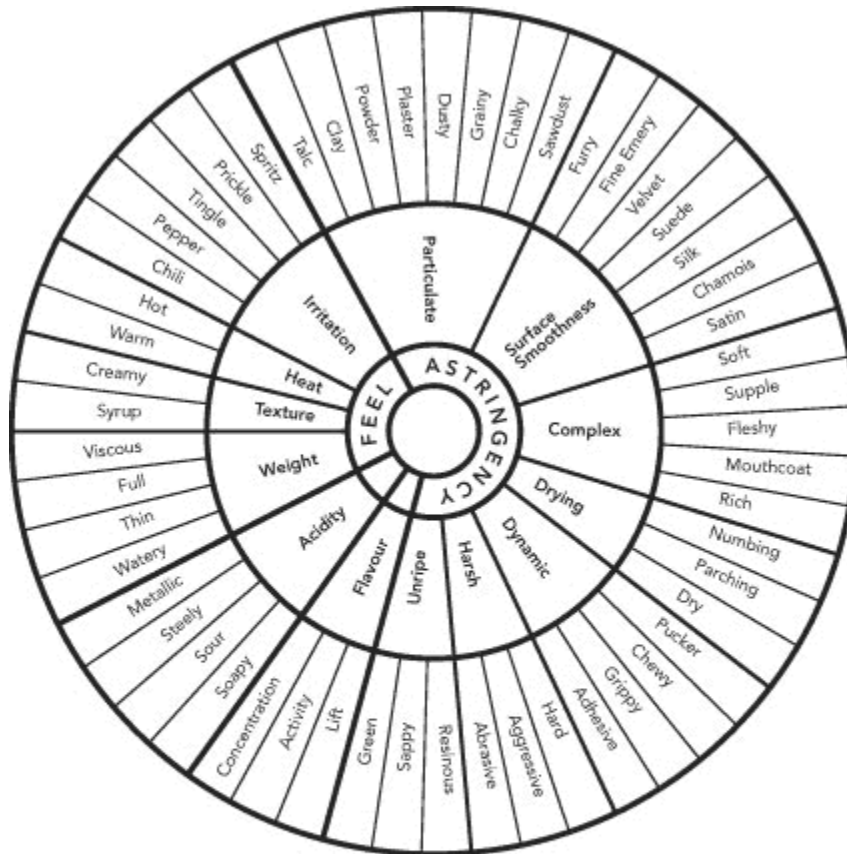 FEEL
ASTRINGENCY
Particulate
Surface
Smoothness
Complex
Drying
Dynamic
Harsh
Unripe
Flavour
Acidity
Weight
Texture
Heat
Irritation
Talc
Clay
Powder
Plaster
Dusty
Grainy
Chalky
Sawdust
Furry
Fine Emery
Velvet
Suede
Silk
Chamois
Satin
Soft
Supple
Fleshy
Mouthcoat
Rich
Numbing
Parching
Dry
Pucker
Chewy
Grippy
Adhesive
Hard
Aggressive
Abrasive
Resinous
Sappy
Green
Lift
Activity
Concentration
Soapy
Sour
Steely
Metallic
Watery
Thin
Full
Viscous
Syrup
Creamy
Warm
Hot
Chili
Pepper
Tingle
Prickle
Spritz